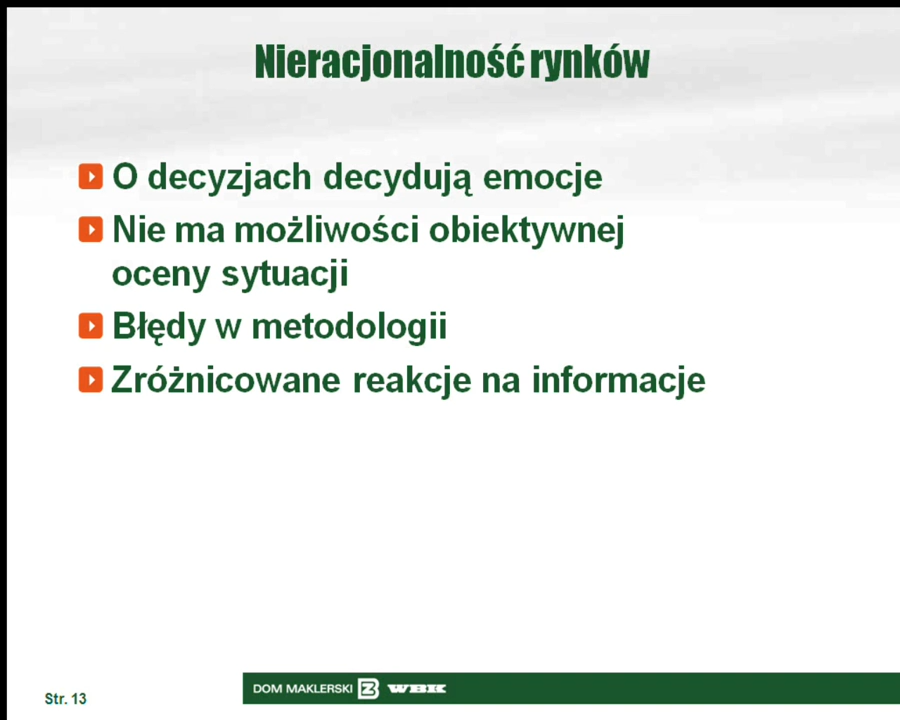 Nieracjonalność rynków
O decyzjach decydują emocje
Nie ma możliwości obiektywnej
oceny sytuacji
Błędy w metodologii
Zróżnicowane reakcje na informacje
Str. 13
DOM MAKLERSKI BZ WBK